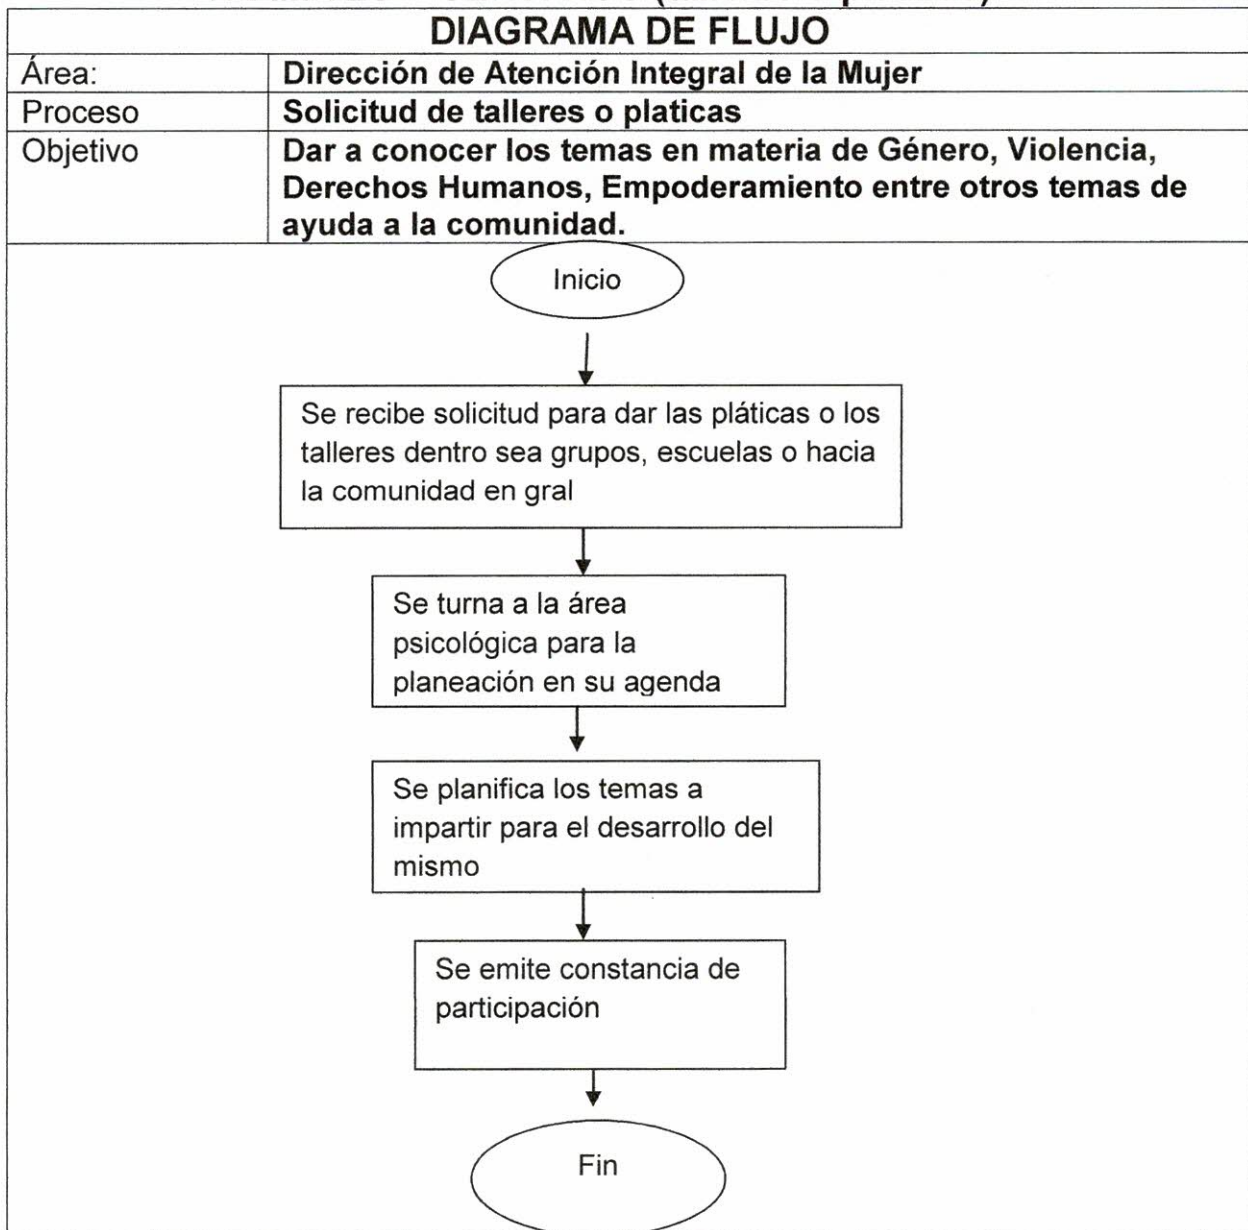 DIAGRAMA DE FLUJO
Área: Dirección de Atención Integral de la Mujer
Proceso Solicitud de talleres o platicas
Objetivo Dar a conocer los temas en materia de Género, Violencia,
Derechos Humanos, Empoderamiento entre otros temas de
ayuda a la comunidad.
Inicio
Se recibe solicitud para dar las pláticas o los
talleres dentro sea grupos, escuelas o hacia
la comunidad en gral
Se turna a la área
psicológica para la
planeación en su agenda
Se planifica los temas a
impartir para el desarrollo del
mismo
Se emite constancia de
participación
Fin